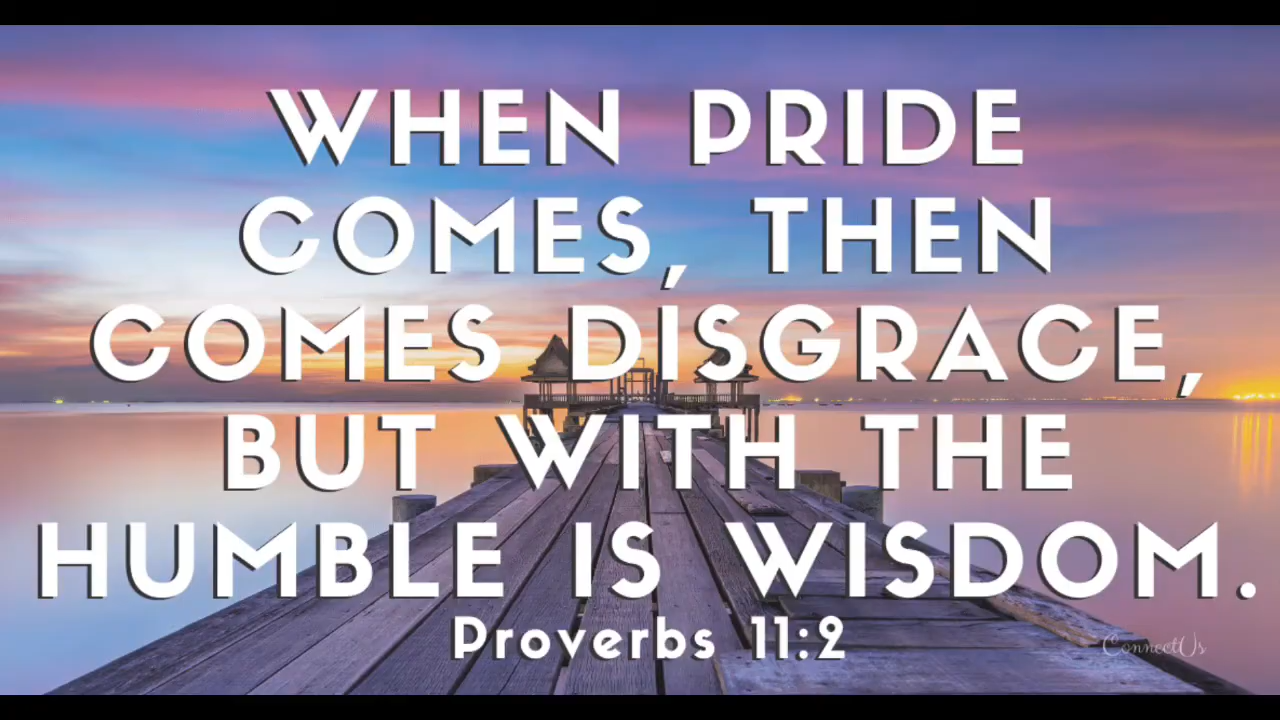 WHEN PRIDE
COMES, THEN
COMES DISGRACE,
BUT WITH THE
HUMBLE IS WISDOM.
Proverbs 11:2
ConnectUs